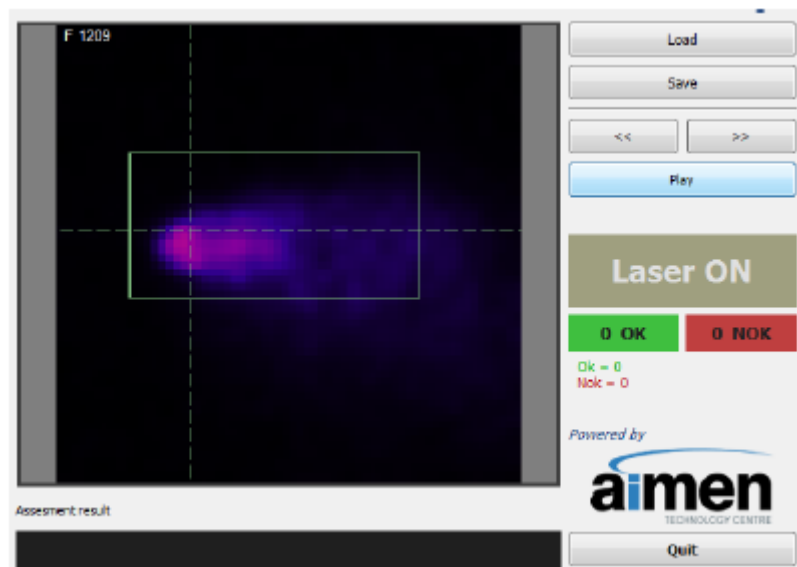 F 1209
Load
Save
<< >>
Play
Laser ON
0 OK 0 NOK
Ok = 0
Nok = 0
Powered by
aimen
TECHNOLOGY CENTRE
Assesment result
Quit